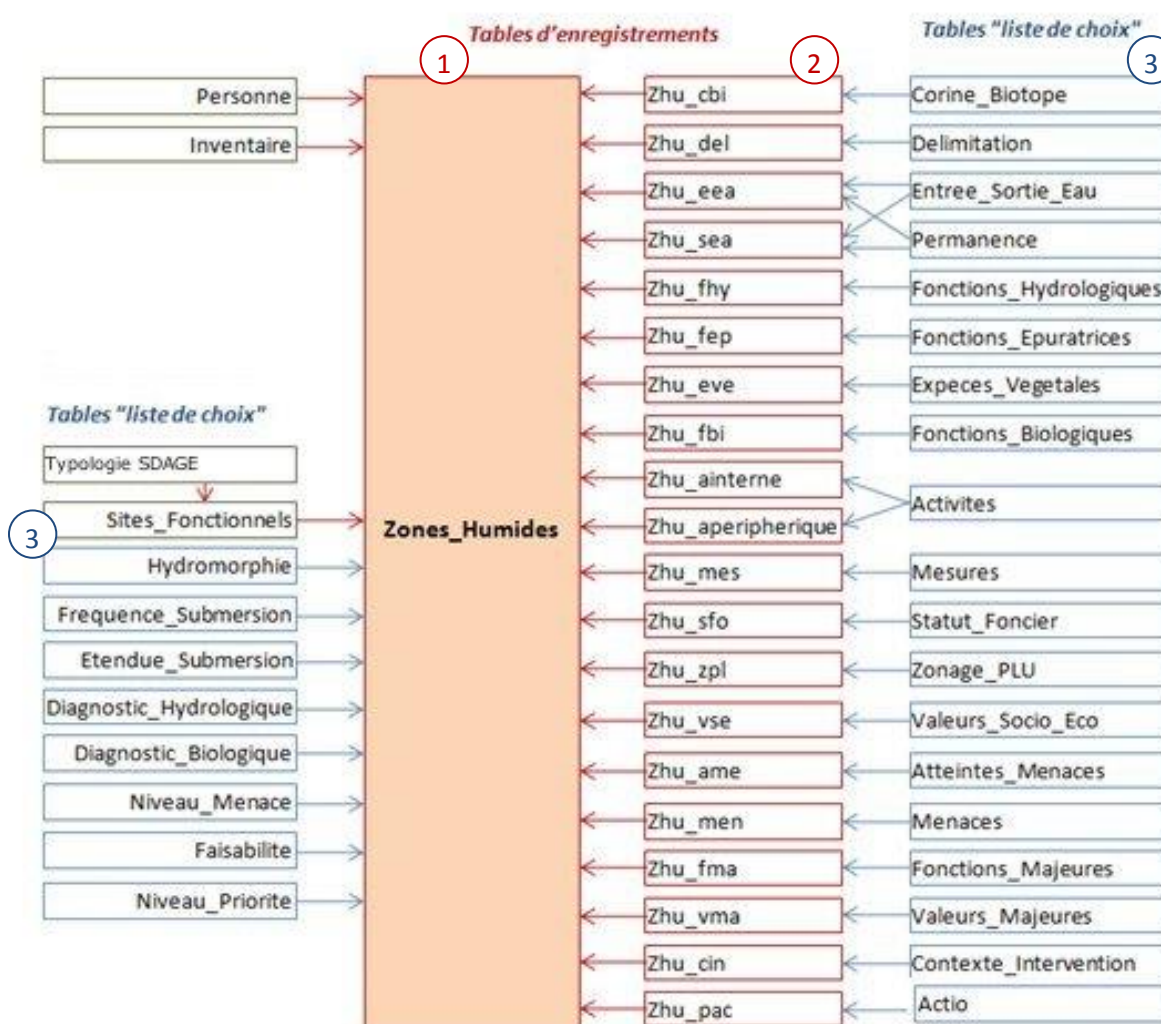 Tables d'enregistrements
Tables "liste de choix"
1
2
3
Personne
Inventaire
Tables "liste de choix"
Typologie SDAGE
Sites_Fonctionnels
3
Hydromorphie
Frequence_Submersion
Etendue_Submersion
Diagnostic_Hydrologique
Diagnostic_Biologique
Niveau_Menace
Faisabilite
Niveau_Priorite
Zones_Humides
Zhu_cbi
Zhu_del
Zhu_eea
Zhu_sea
Zhu_fhy
Zhu_fep
Zhu_eve
Zhu_fbi
Zhu_ainterne
Zhu_aperipherique
Zhu_mes
Zhu_sfo
Zhu_zpl
Zhu_vse
Zhu_ame
Zhu_men
Zhu_fma
Zhu_vma
Zhu_cin
Zhu_pac
Corine_Biotope
Delimitation
Entree_Sortie_Eau
Permanence
Fonctions_Hydrologiques
Fonctions_Epuratrices
Expeces_Vegetales
Fonctions_Biologiques
Activites
Mesures
Statut_Foncier
Zonage_PLU
Valeurs_Socio_Eco
Atteintes_Menaces
Menaces
Fonctions_Majeures
Valeurs_Majeures
Contexte_Intervention
Actio